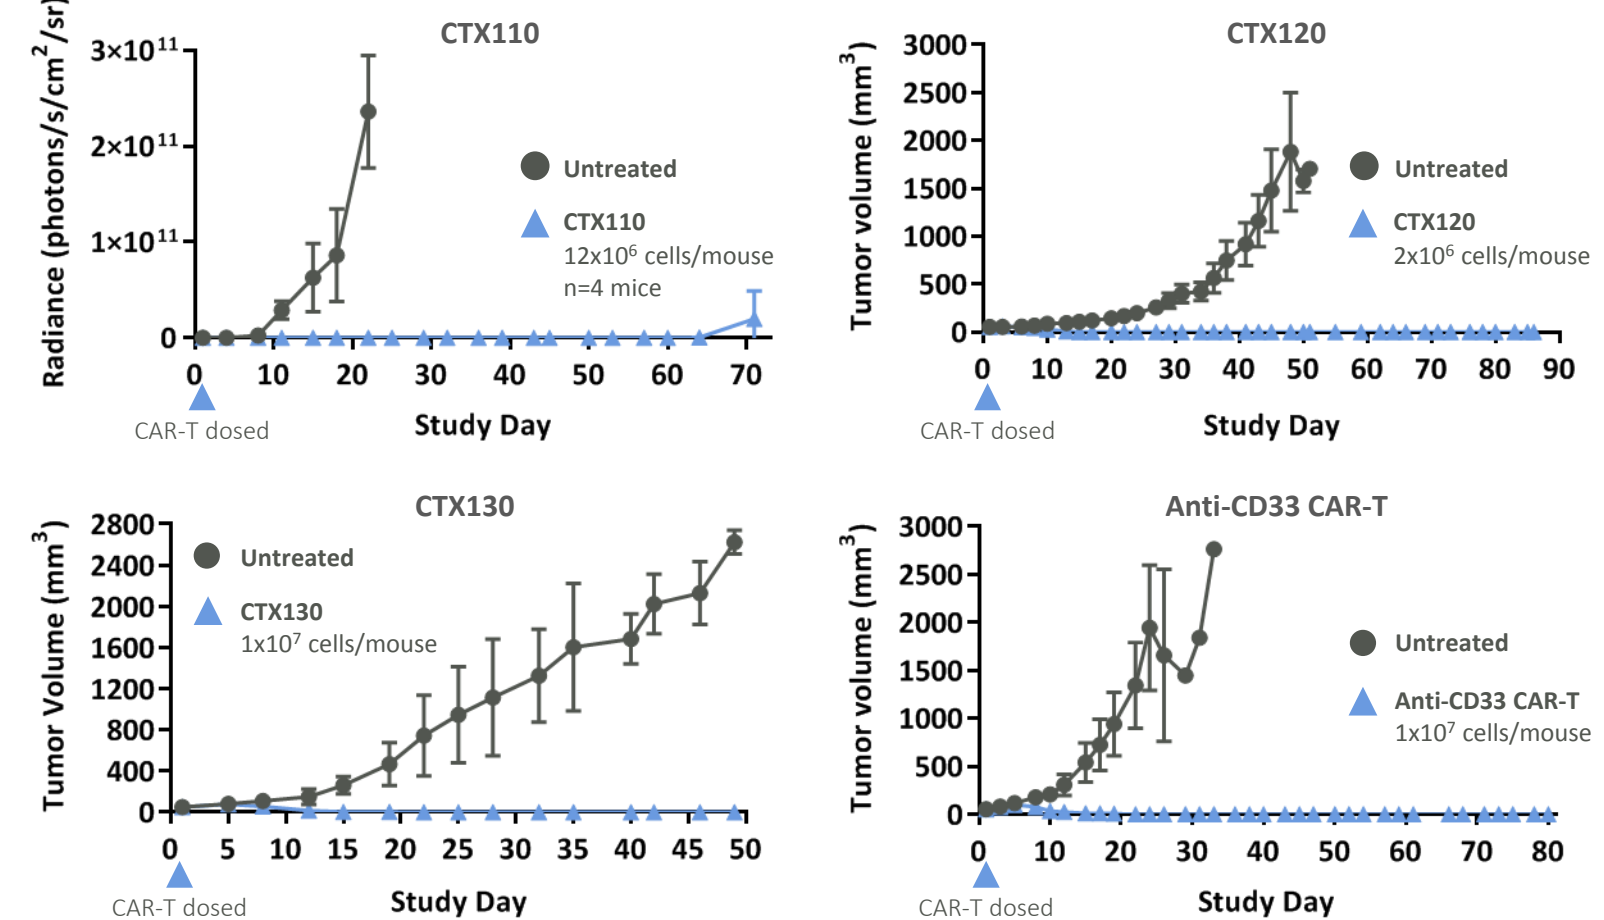 CTX110
Radiance (photons/s/cm²/sr)
3×10¹¹
2×10¹¹
1×10¹¹
0
0 10 20 30 40 50 60 70
Untreated
CTX110
12x10⁶ cells/mouse
n=4 mice
CAR-T dosed
Study Day
CTX120
Tumor volume (mm³)
3000
2500
2000
1500
1000
500
0
0 10 20 30 40 50 60 70 80 90
Untreated
CTX120
2x10⁶ cells/mouse
CAR-T dosed
Study Day
CTX130
Tumor Volume (mm³)
2800
2400
2000
1600
1200
800
400
0
0 5 10 15 20 25 30 35 40 45 50
Untreated
CTX130
1x10⁷ cells/mouse
CAR-T dosed
Study Day
Anti-CD33 CAR-T
Tumor volume (mm³)
3000
2500
2000
1500
1000
500
0
0 10 20 30 40 50 60 70 80
Untreated
Anti-CD33 CAR-T
1x10⁷ cells/mouse
CAR-T dosed
Study Day